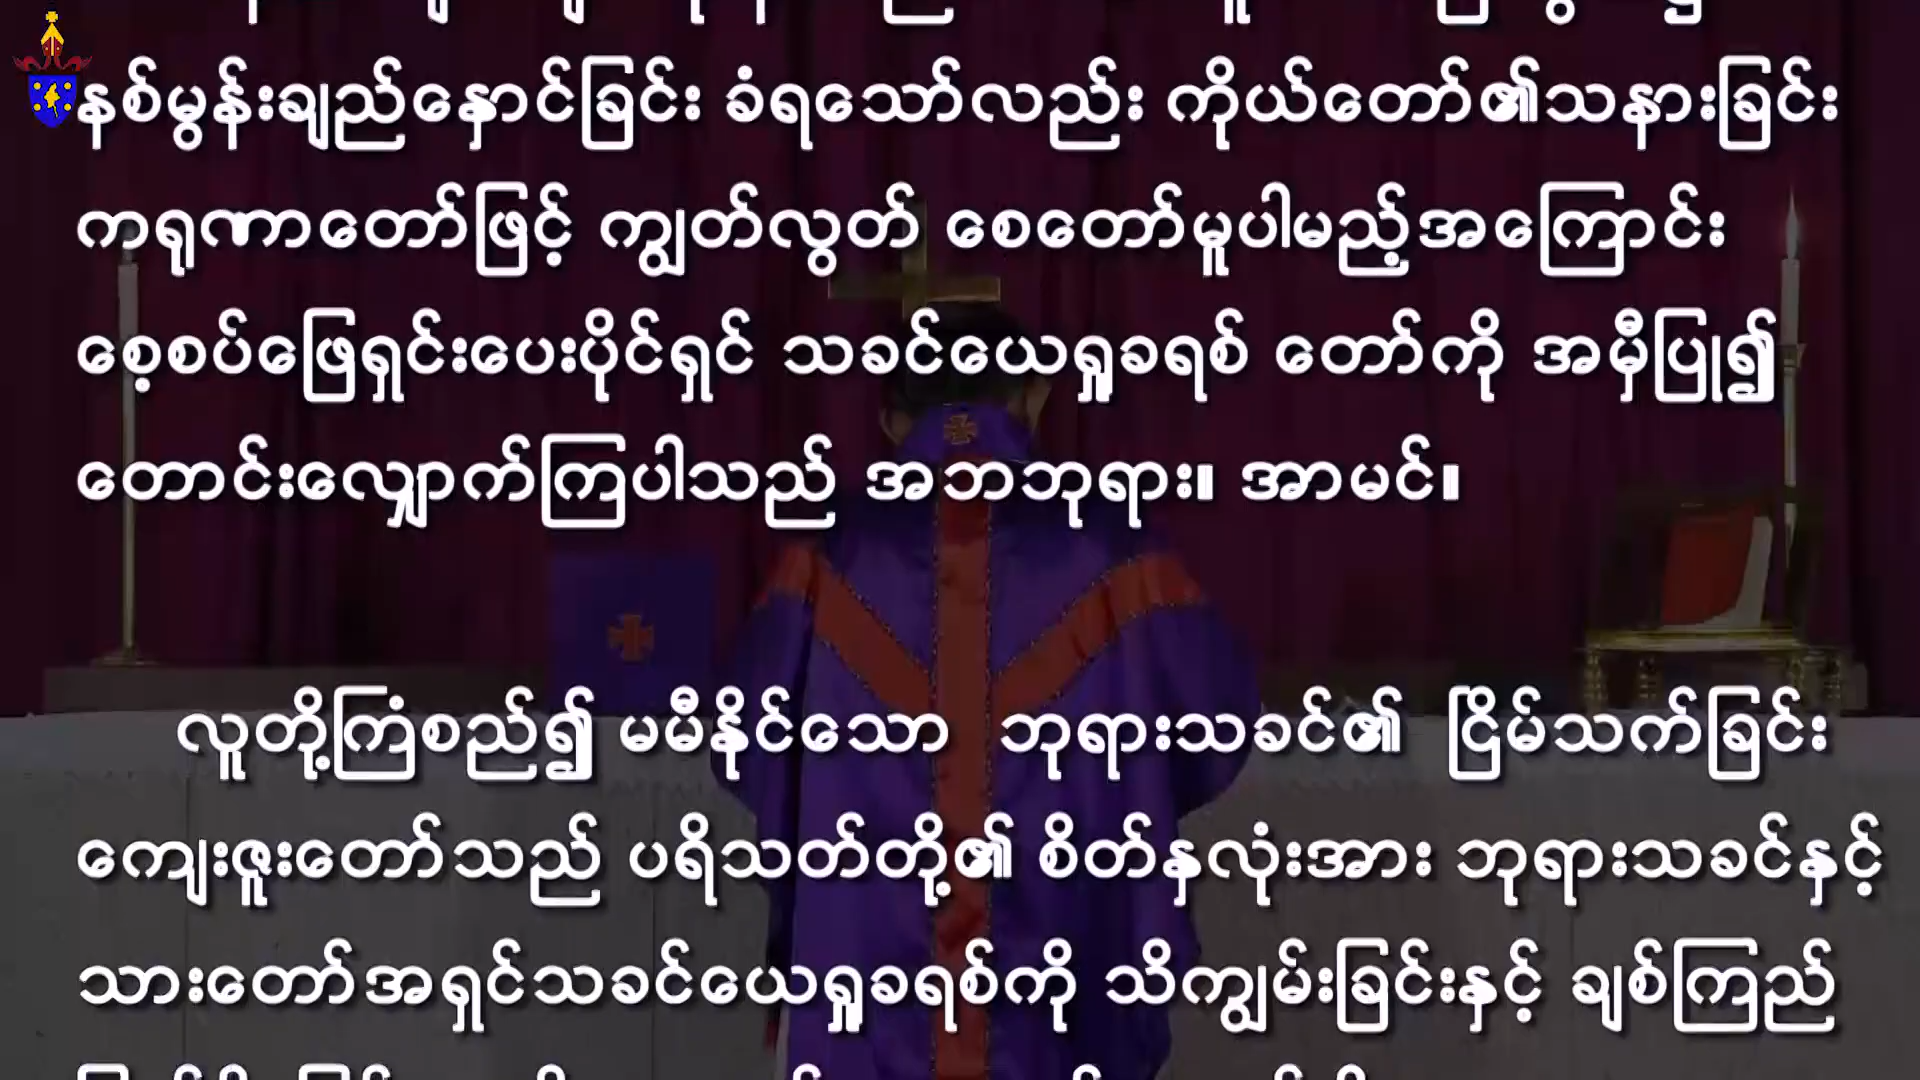 နစ်မွန်းချည်နှောင်ခြင်း ခံရသော်လည်း ကိုယ်တော်၏သနားခြင်း
ကရုဏာတော်ဖြင့် ကျွတ်လွတ် စေတော်မူပါမည့်အကြောင်း
စေ့စပ်ဖြေရှင်းပေးပိုင်ရှင် သခင်ယေရှုခရစ် တော်ကို အမှီပြု၍
တောင်းလျှောက်ကြပါသည် အဘဘုရား။ အာမင်။
လူတို့ကြံစည်၍ မမီနိုင်သော ဘုရားသခင်၏ ငြိမ်သက်ခြင်း
ကျေးဇူးတော်သည် ပရိသတ်တို့၏ စိတ်နှလုံးအား ဘုရားသခင်နှင့်
သားတော်အရှင်သခင်ယေရှုခရစ်ကို သိကျွမ်းခြင်းနှင့် ချစ်ကြည်